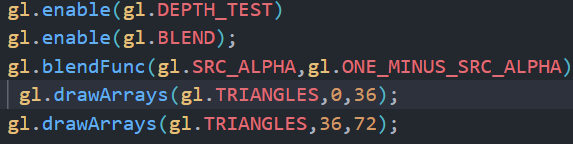 gl.enable(gl.DEPTH_TEST)
gl.enable(gl.BLEND);
gl.blendFunc(gl.SRC_ALPHA,gl.ONE_MINUS_SRC_ALPHA)
gl.drawArrays(gl.TRIANGLES,0,36);
gl.drawArrays(gl.TRIANGLES,36,72);